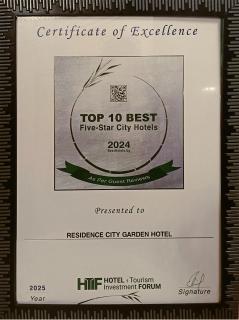 Certificate of Excellence
TOP 10 BEST
Five-Star City Hotels
2024
As Per Guest Reviews
Presented to
RESIDENCE CITY GARDEN HOTEL
2025
Year
HTIF HOTEL & Tourism
Investment FORUM
Signature